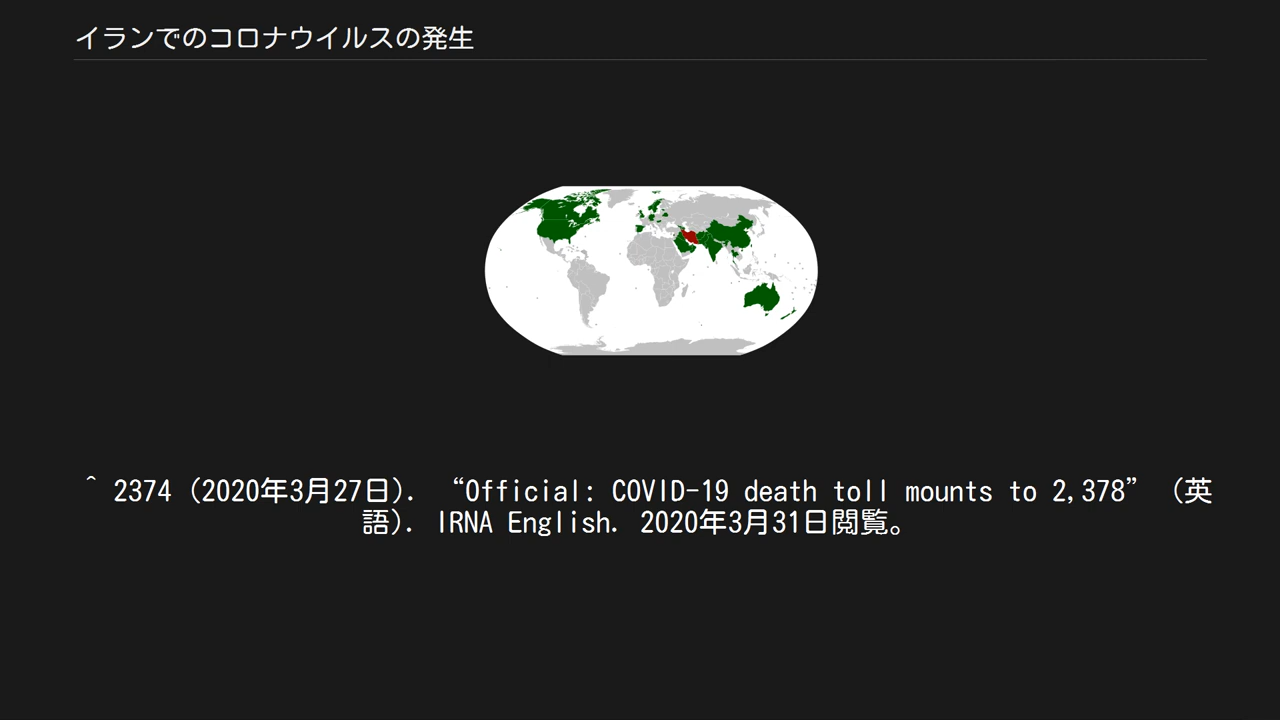 イランでのコロナウイルスの発生
^ 2374 (2020年3月27日). “Official: COVID-19 death toll mounts to 2,378” (英
語). IRNA English. 2020年3月31日閲覧。